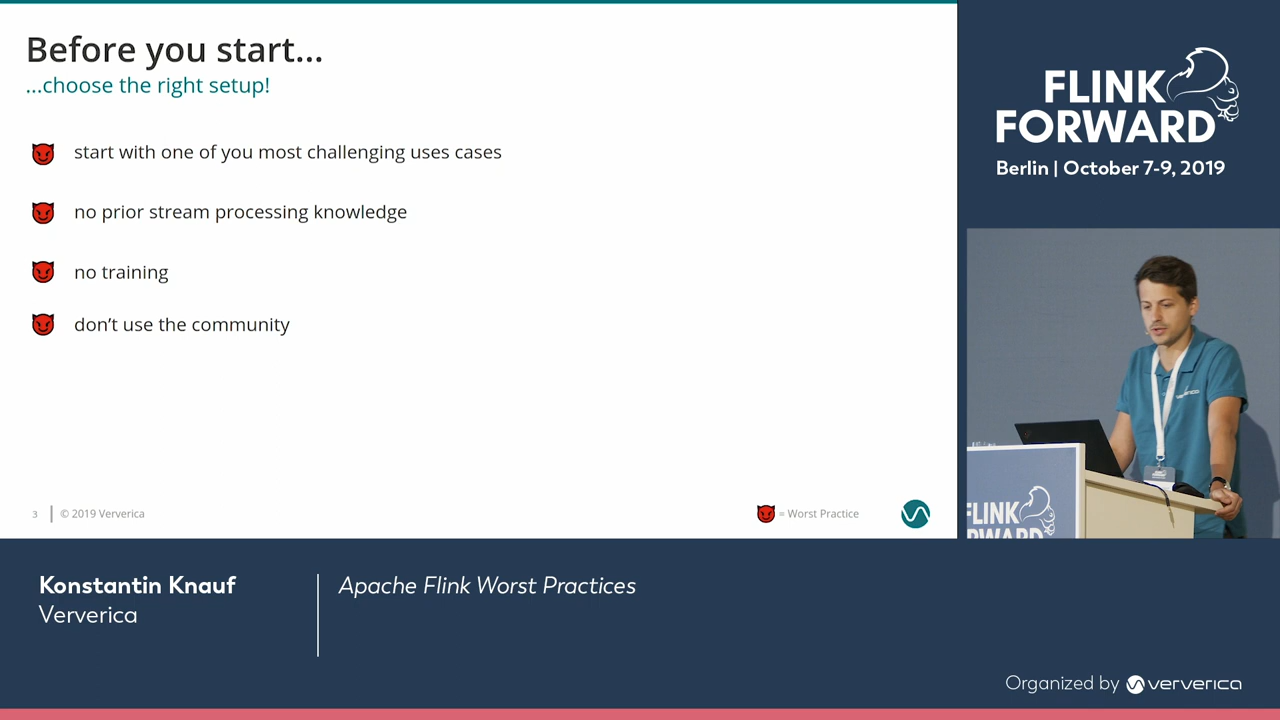 Before you start...
...choose the right setup!
start with one of you most challenging uses cases
no prior stream processing knowledge
no training
don't use the community
3 | © 2019 Ververica
= Worst Practice
FLINK
FORWARD
Berlin | October 7-9, 2019
FLINK
RWARD
Konstantin Knauf
Ververica
Apache Flink Worst Practices
Organized by ververica